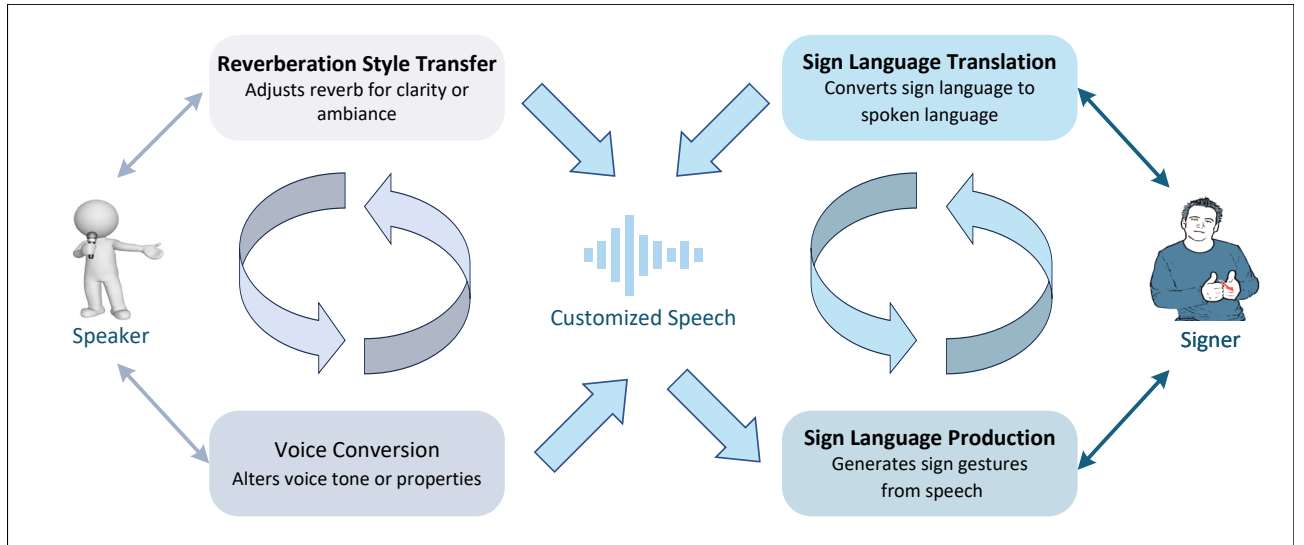 Reverberation Style Transfer
Adjusts reverb for clarity or
ambiance
Sign Language Translation
Converts sign language to
spoken language
Speaker
Customized Speech
Signer
Voice Conversion
Alters voice tone or properties
Sign Language Production
Generates sign gestures
from speech